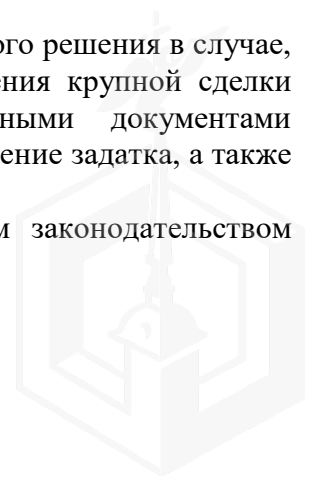 ого решения в случае,
ения крупной сделки
ными документами
ение задатка, а также
м законодательством